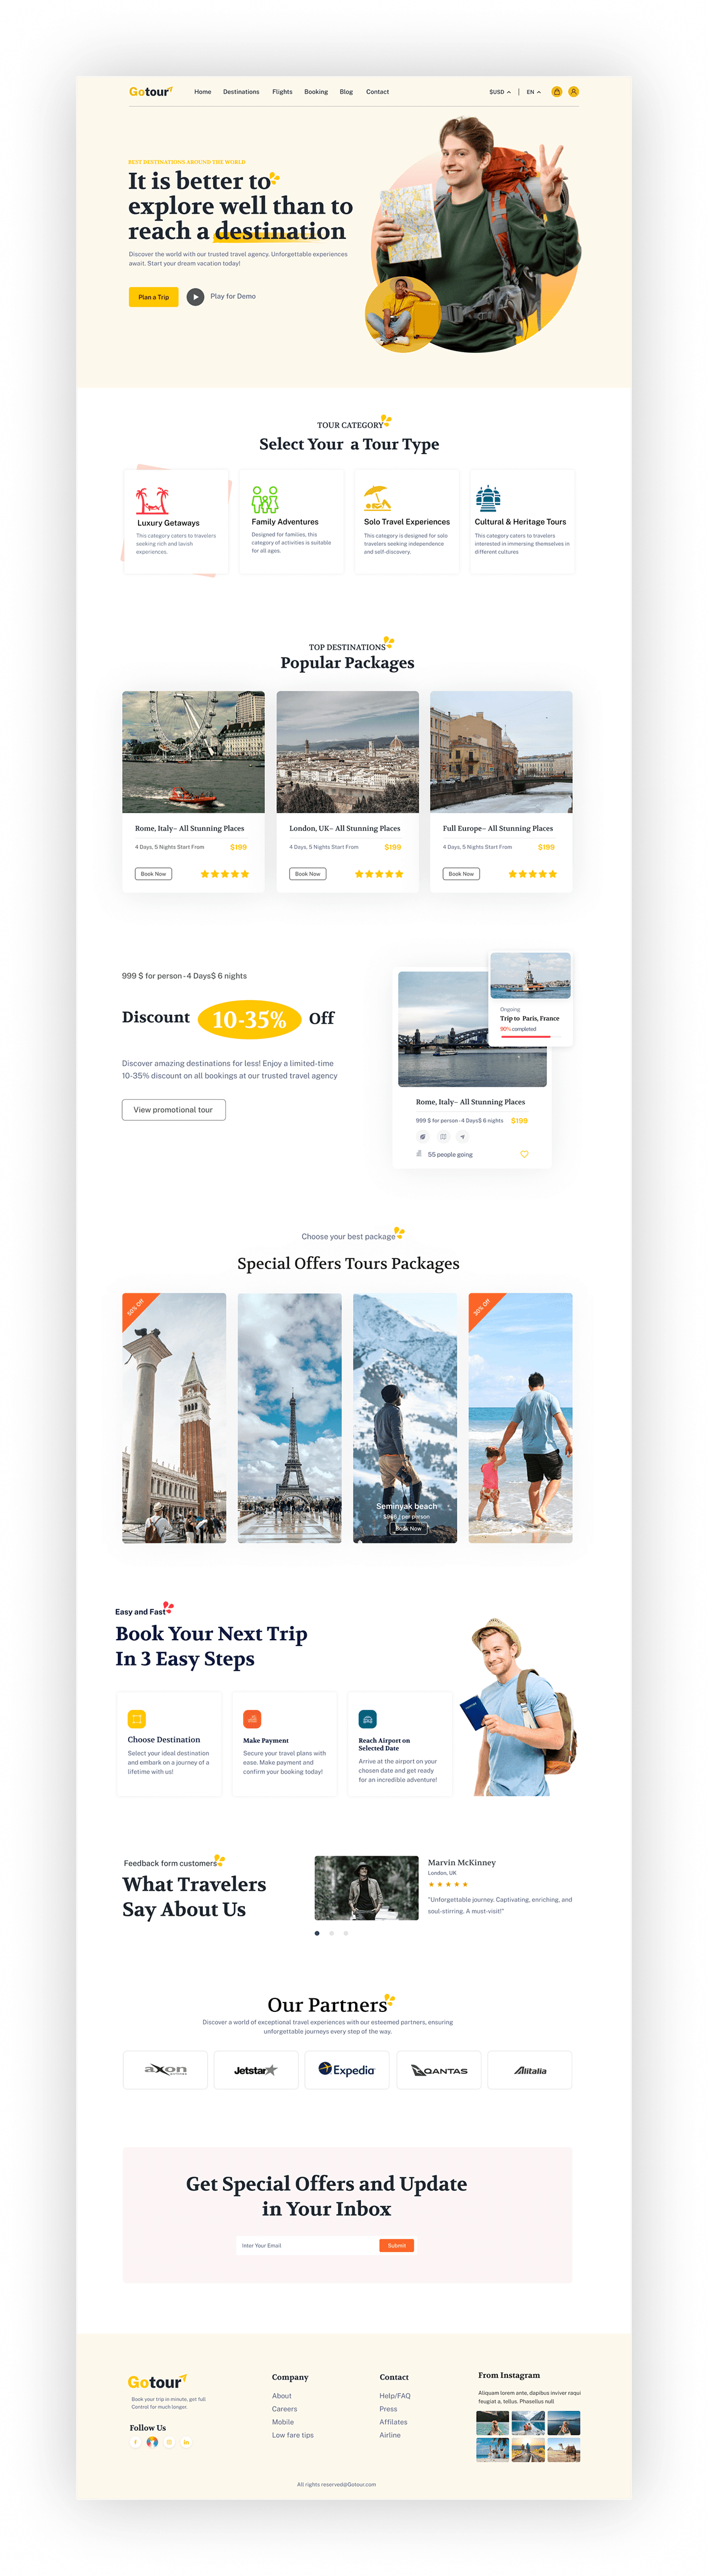 Gotour
Home Destinations Flights Booking Blog Contact
$USD | EN
BEST DESTINATIONS AROUND THE WORLD
It is better to
explore well than to
reach a destination
Discover the world with our trusted travel agency. Unforgettable experiences
await. Start your dream vacation today!
Plan a Trip
Play for Demo
TOUR CATEGORY
Select Your a Tour Type
Luxury Getaways
This category caters to travelers
seeking rich and lavish
experiences.
Family Adventures
Designed for families, this
category of activities is suitable
for all ages.
Solo Travel Experiences
This category is designed for solo
travelers seeking independence
and self-discovery.
Cultural & Heritage Tours
This category caters to travelers
interested in immersing themselves in
different cultures
TOP DESTINATIONS
Popular Packages
Rome, Italy– All Stunning Places
4 Days, 5 Nights Start From $199
Book Now
London, UK– All Stunning Places
4 Days, 5 Nights Start From $199
Book Now
Full Europe– All Stunning Places
4 Days, 5 Nights Start From $199
Book Now
999 $ for person - 4 Days$ 6 nights
Discount 10-35% Off
Discover amazing destinations for less! Enjoy a limited-time
10-35% discount on all bookings at our trusted travel agency
View promotional tour
Ongoing
Trip to Paris, France
90% completed
Rome, Italy– All Stunning Places
999 $ for person - 4 Days$ 6 nights $199
55 people going
Choose your best package
Special Offers Tours Packages
50% Off
Seminyak beach
/ per person
Book Now
30% Off
Easy and Fast
Book Your Next Trip
In 3 Easy Steps
Choose Destination
Select your ideal destination
and embark on a journey of a
lifetime with us!
Make Payment
Secure your travel plans with
ease. Make payment and
confirm your booking today!
Reach Airport on
Selected Date
Arrive at the airport on your
chosen date and get ready
for an incredible adventure!
Feedback form customers
What Travelers
Say About Us
Marvin McKinney
London, UK
"Unforgettable journey. Captivating, enriching, and
soul-stirring. A must-visit!"
Our Partners
Discover a world of exceptional travel experiences with our esteemed partners, ensuring
unforgettable journeys every step of the way.
axon
Jetstar
Expedia
QANTAS
Alitalia
Get Special Offers and Update
in Your Inbox
Inter Your Email
Submit
Gotour
Book your trip in minute, get full
Control for much longer.
Follow Us
Company
About
Careers
Mobile
Low fare tips
Contact
Help/FAQ
Press
Affilates
Airline
From Instagram
Aliquam lorem ante, dapibus inviver raqui
feugiat a, tellus. Phasellus null
All rights reserved@Gotour.com